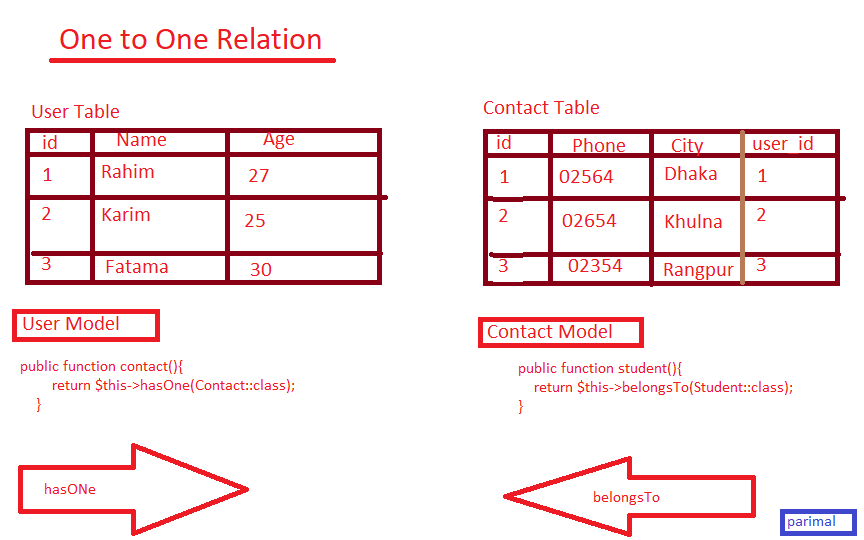 One to One Relation
User Table
id Name Age
1 Rahim 27
2 Karim 25
3 Fatama 30
Contact Table
id Phone City user_id
1 02564 Dhaka 1
2 02654 Khulna 2
3 02354 Rangpur 3
User Model
public function contact(){
return $this->hasOne(Contact::class);
}
Contact Model
public function student(){
return $this->belongsTo(Student::class);
}
hasONe
belongsTo
parimal